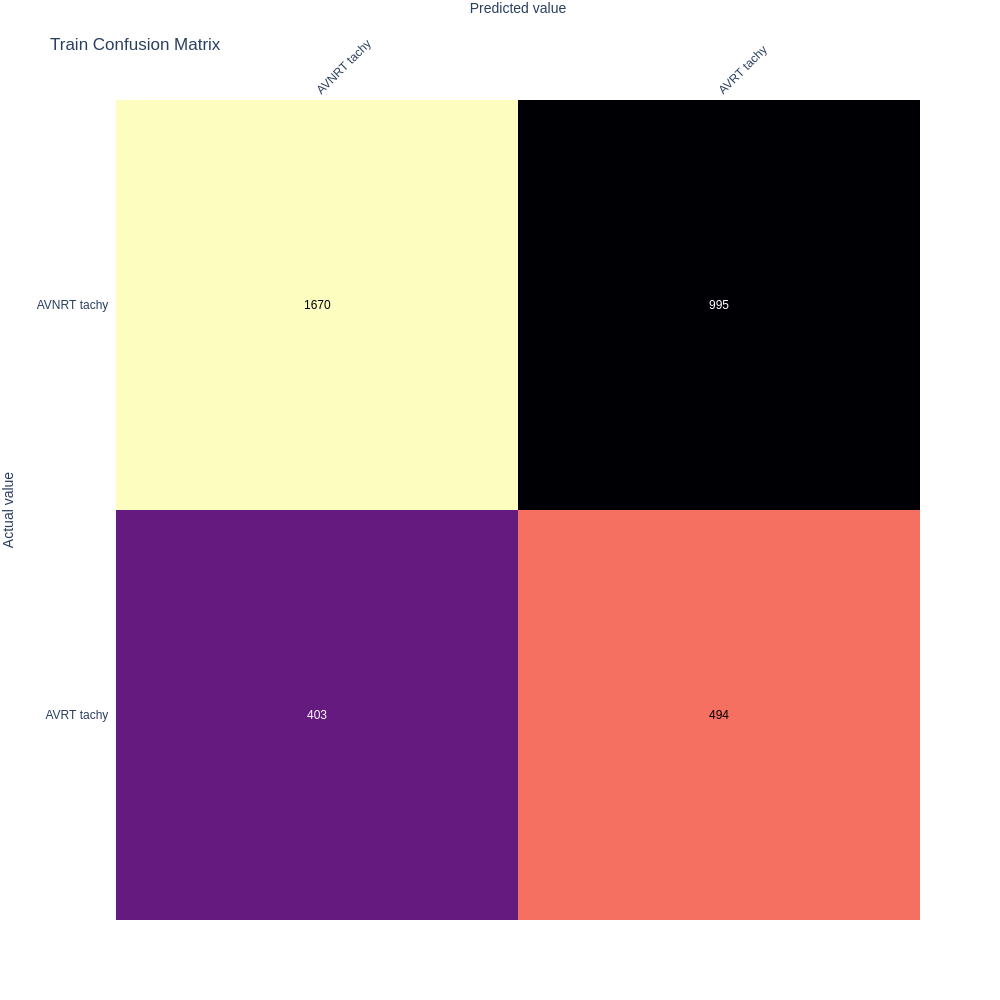 Predicted value
Train Confusion Matrix
AVNRT tachy
AVRT tachy
AVNRT tachy
1670
995
Actual value
AVRT tachy
403
494